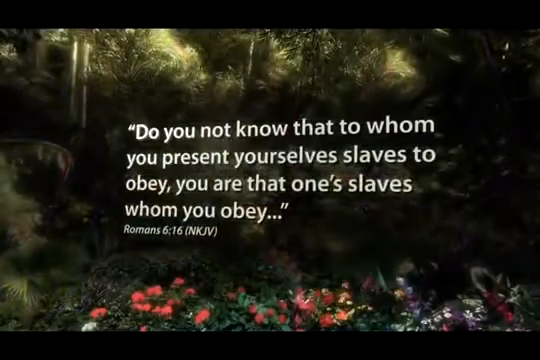 “Do you not know that to whom
you present yourselves slaves to
obey, you are that one’s slaves
whom you obey...”
Romans 6:16 (NKJV)